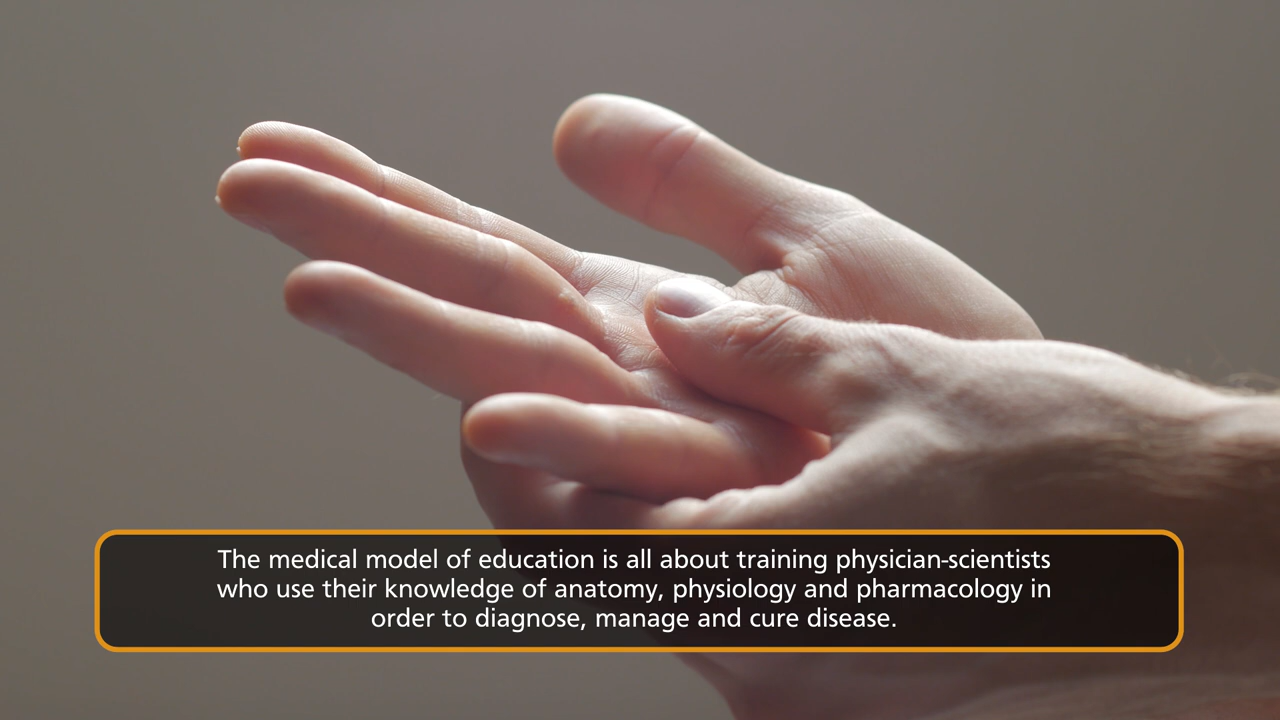 The medical model of education is all about training physician-scientists
who use their knowledge of anatomy, physiology and pharmacology in
order to diagnose, manage and cure disease.